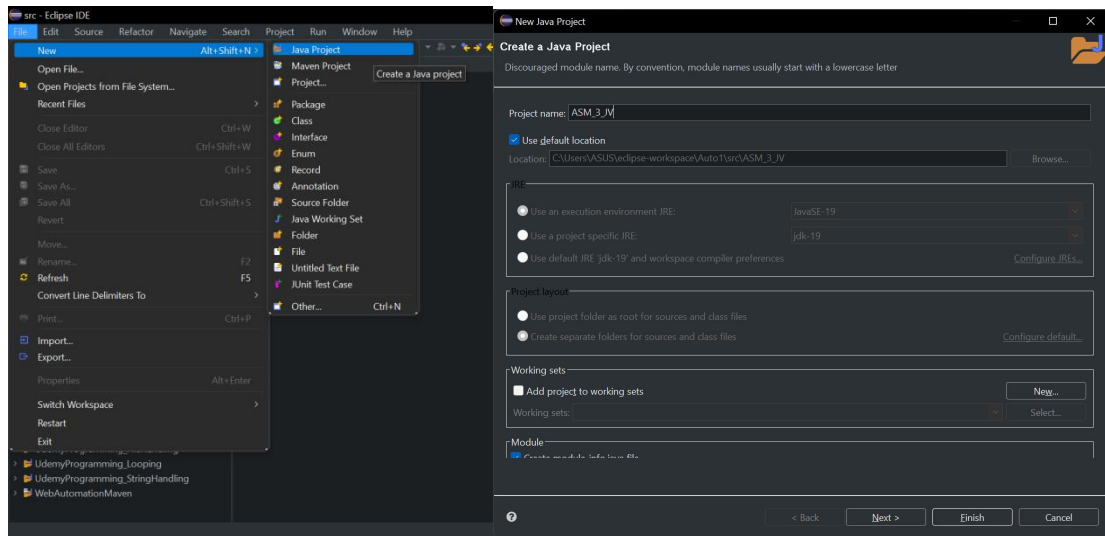 src - Eclipse IDE
File Edit Source Refactor Navigate Search Project Run Window Help
New Alt+Shift+N >
Open File...
Open Projects from File System...
Recent Files >
Close Editor Ctrl+W
Close All Editors Ctrl+Shift+W
Save Ctrl+S
Save As...
Save All Ctrl+Shift+S
Revert
Move...
Rename... F2
Refresh F5
Convert Line Delimiters To >
Print... Ctrl+P
Import...
Export...
Properties Alt+Enter
Switch Workspace >
Restart
Exit
UdemyProgramming_Looping
UdemyProgramming_StringHandling
WebAutomationMaven
Java Project
Maven Project
Project...
Create a Java project
Package
Class
Interface
Enum
Record
Annotation
Source Folder
Java Working Set
Folder
File
Untitled Text File
JUnit Test Case
Other... Ctrl+N
New Java Project
Create a Java Project
Discouraged module name. By convention, module names usually start with a lowercase letter
Project name: ASM_3_JV
Use default location
Location: C:\Users\ASUS\eclipse-workspace\Auto1\src\ASM_3_JV Browse...
JRE
Use an execution environment JRE: JavaSE-19
Use a project specific JRE: jdk-19
Use default JRE 'jdk-19' and workspace compiler preferences Configure JREs...
Project layout
Use project folder as root for sources and class files
Create separate folders for sources and class files Configure default...
Working sets
Add project to working sets New...
Working sets: Select...
Module
Create module-info.java file
< Back Next > Finish Cancel